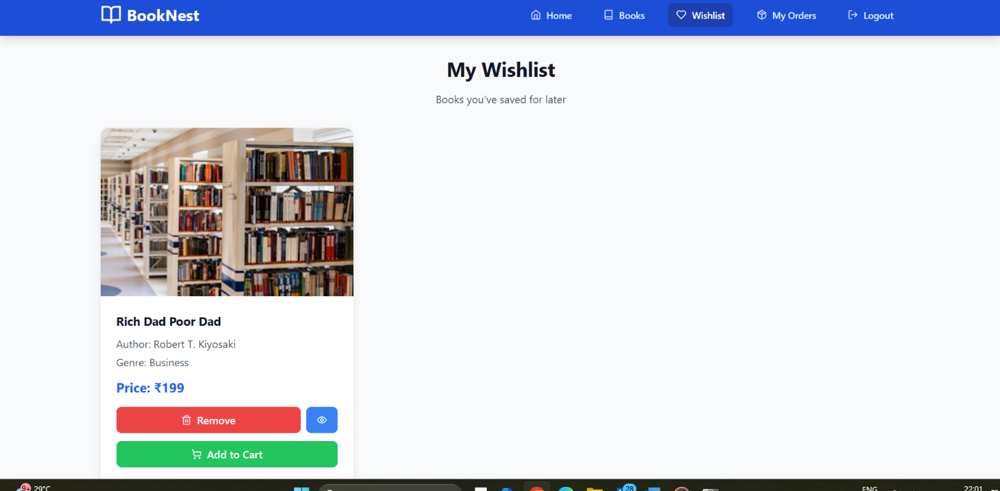 BookNest
Home Books Wishlist My Orders Logout
My Wishlist
Books you've saved for later
Rich Dad Poor Dad
Author: Robert T. Kiyosaki
Genre: Business
Price: ₹199
Remove
Add to Cart
9+ 29°C 28 ENG 22:01